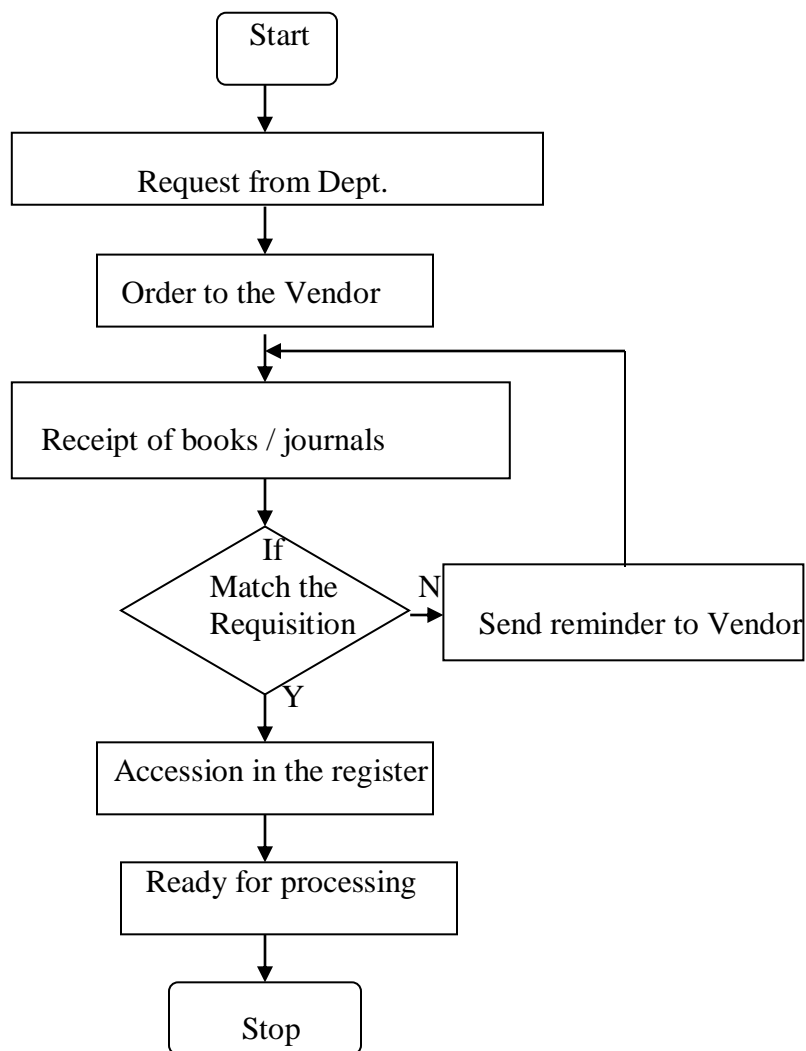 Start
Request from Dept.
Order to the Vendor
Receipt of books / journals
If
Match the
Requisition
N
Send reminder to Vendor
Y
Accession in the register
Ready for processing
Stop